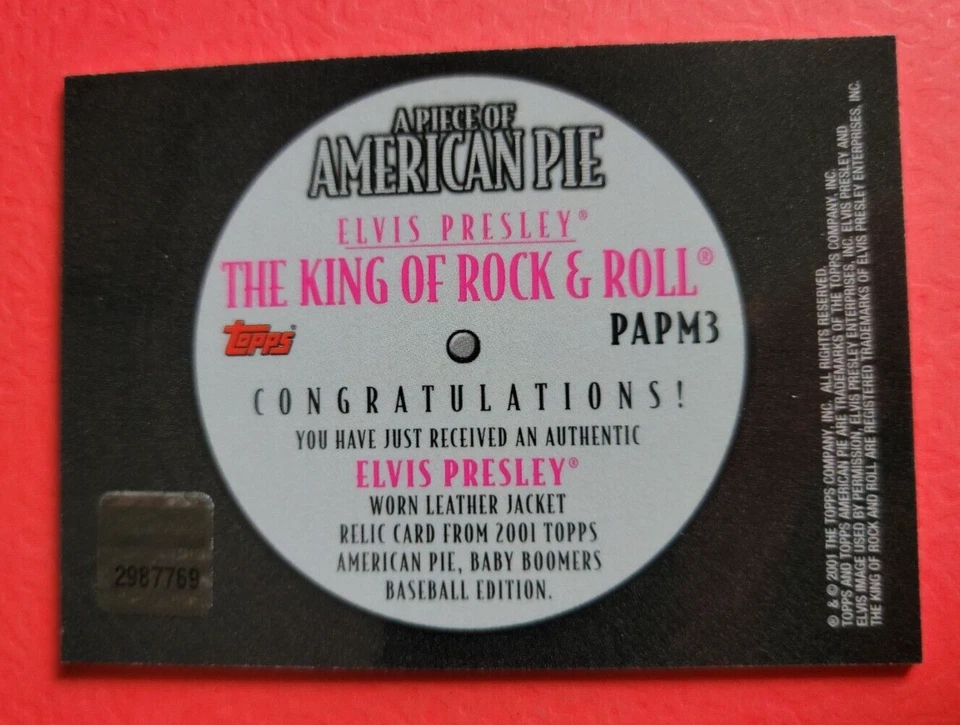 A PIECE OF
AMERICAN PIE
ELVIS PRESLEY®
THE KING OF ROCK & ROLL®
topps®
PAPM3
CONGRATULATIONS!
YOU HAVE JUST RECEIVED AN AUTHENTIC
ELVIS PRESLEY®
WORN LEATHER JACKET
RELIC CARD FROM 2001 TOPPS
AMERICAN PIE, BABY BOOMERS
BASEBALL EDITION.
2987769
® & © 2001 THE TOPPS COMPANY, INC. ALL RIGHTS RESERVED.
TOPPS AND TOPPS AMERICAN PIE ARE TRADEMARKS OF THE TOPPS COMPANY, INC.
ELVIS IMAGE USED BY PERMISSION, ELVIS PRESLEY ENTERPRISES, INC. ELVIS PRESLEY AND
THE KING OF ROCK AND ROLL ARE REGISTERED TRADEMARKS OF ELVIS PRESLEY ENTERPRISES, INC.